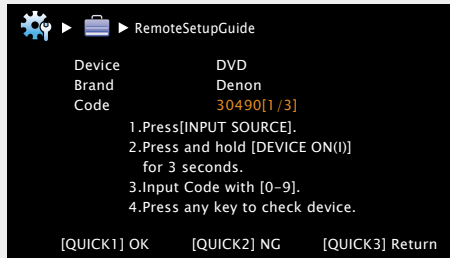 RemoteSetupGuide
Device DVD
Brand Denon
Code 30490[1/3]
1.Press[INPUT SOURCE].
2.Press and hold [DEVICE ON(I)]
for 3 seconds.
3.Input Code with [0-9].
4.Press any key to check device.
[QUICK1] OK [QUICK2] NG [QUICK3] Return